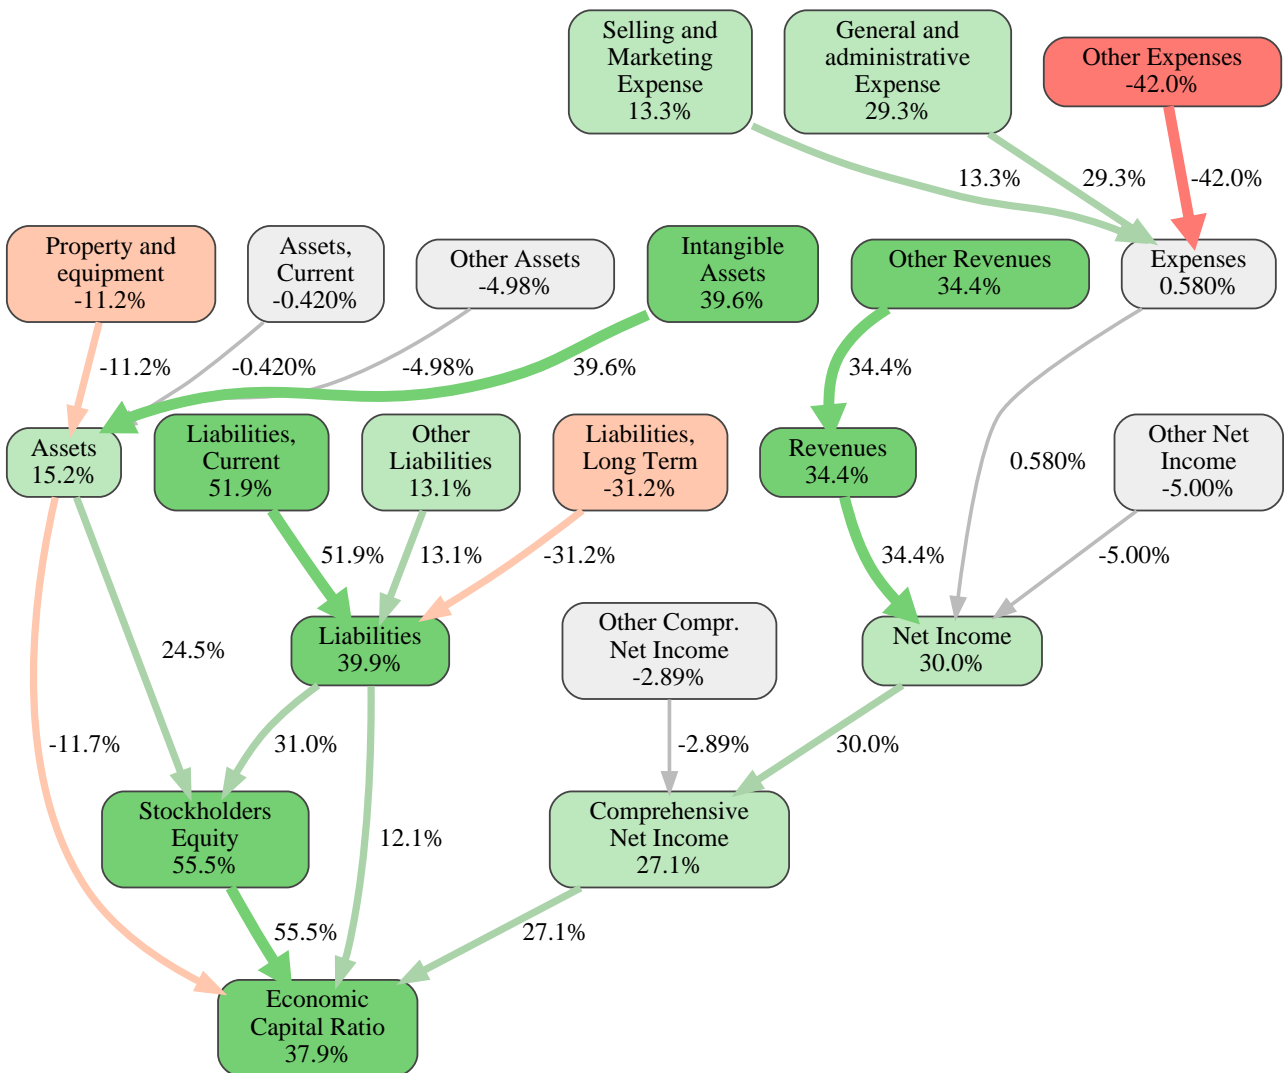 Selling and
Marketing
Expense
13.3%
General and
administrative
Expense
29.3%
Other Expenses
-42.0%
13.3%
29.3%
-42.0%
Property and
equipment
-11.2%
Assets,
Current
-0.420%
Other Assets
-4.98%
Intangible
Assets
39.6%
Other Revenues
34.4%
Expenses
0.580%
-11.2%
-0.420%
-4.98%
39.6%
34.4%
Assets
15.2%
Liabilities,
Current
51.9%
Other
Liabilities
13.1%
Liabilities,
Long Term
-31.2%
Revenues
34.4%
0.580%
Other Net
Income
-5.00%
51.9%
13.1%
-31.2%
34.4%
-5.00%
24.5%
Liabilities
39.9%
Other Compr.
Net Income
-2.89%
Net Income
30.0%
-11.7%
31.0%
-2.89%
30.0%
Stockholders
Equity
55.5%
12.1%
Comprehensive
Net Income
27.1%
55.5%
27.1%
Economic
Capital Ratio
37.9%